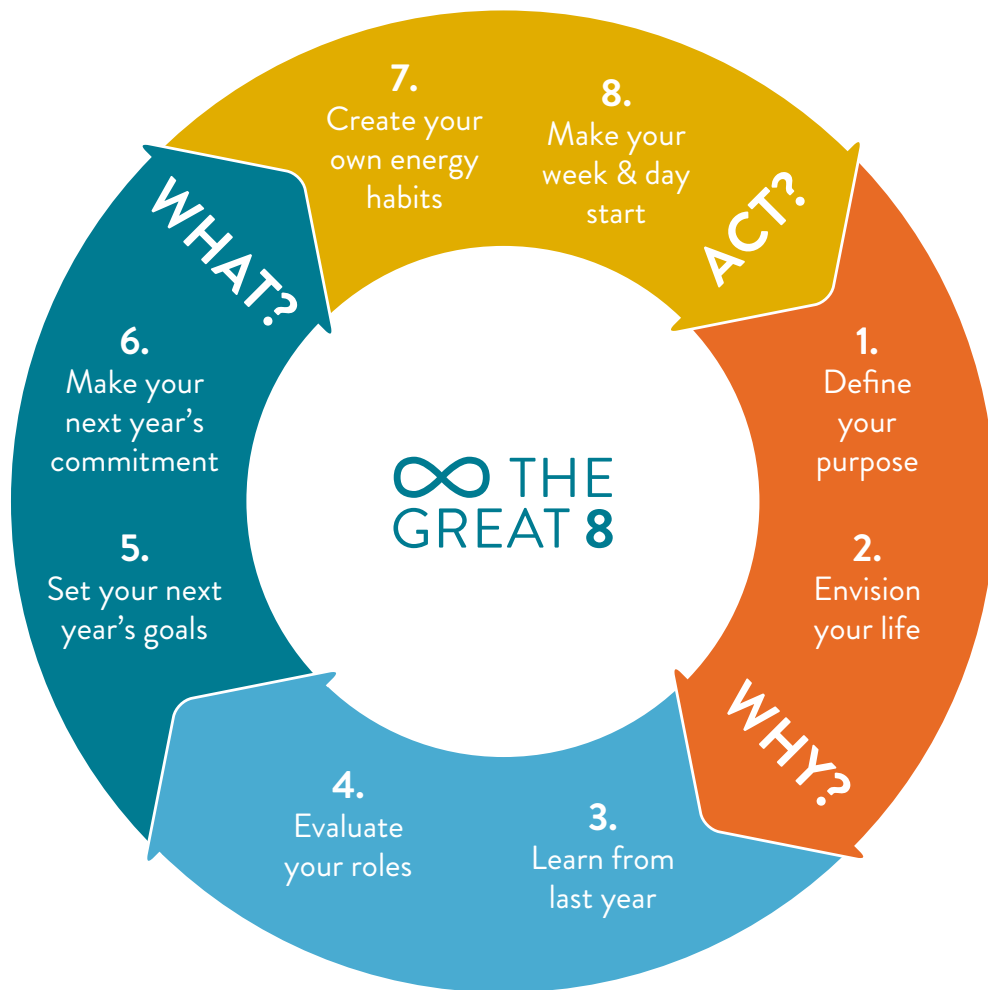 THE
GREAT 8
1.
Define
your
purpose
2.
Envision
your life
WHY?
3.
Learn from
last year
4.
Evaluate
your roles
5.
Set your next
year's goals
6.
Make your
next year's
commitment
WHAT?
7.
Create your
own energy
habits
8.
Make your
week & day
start
ACT?